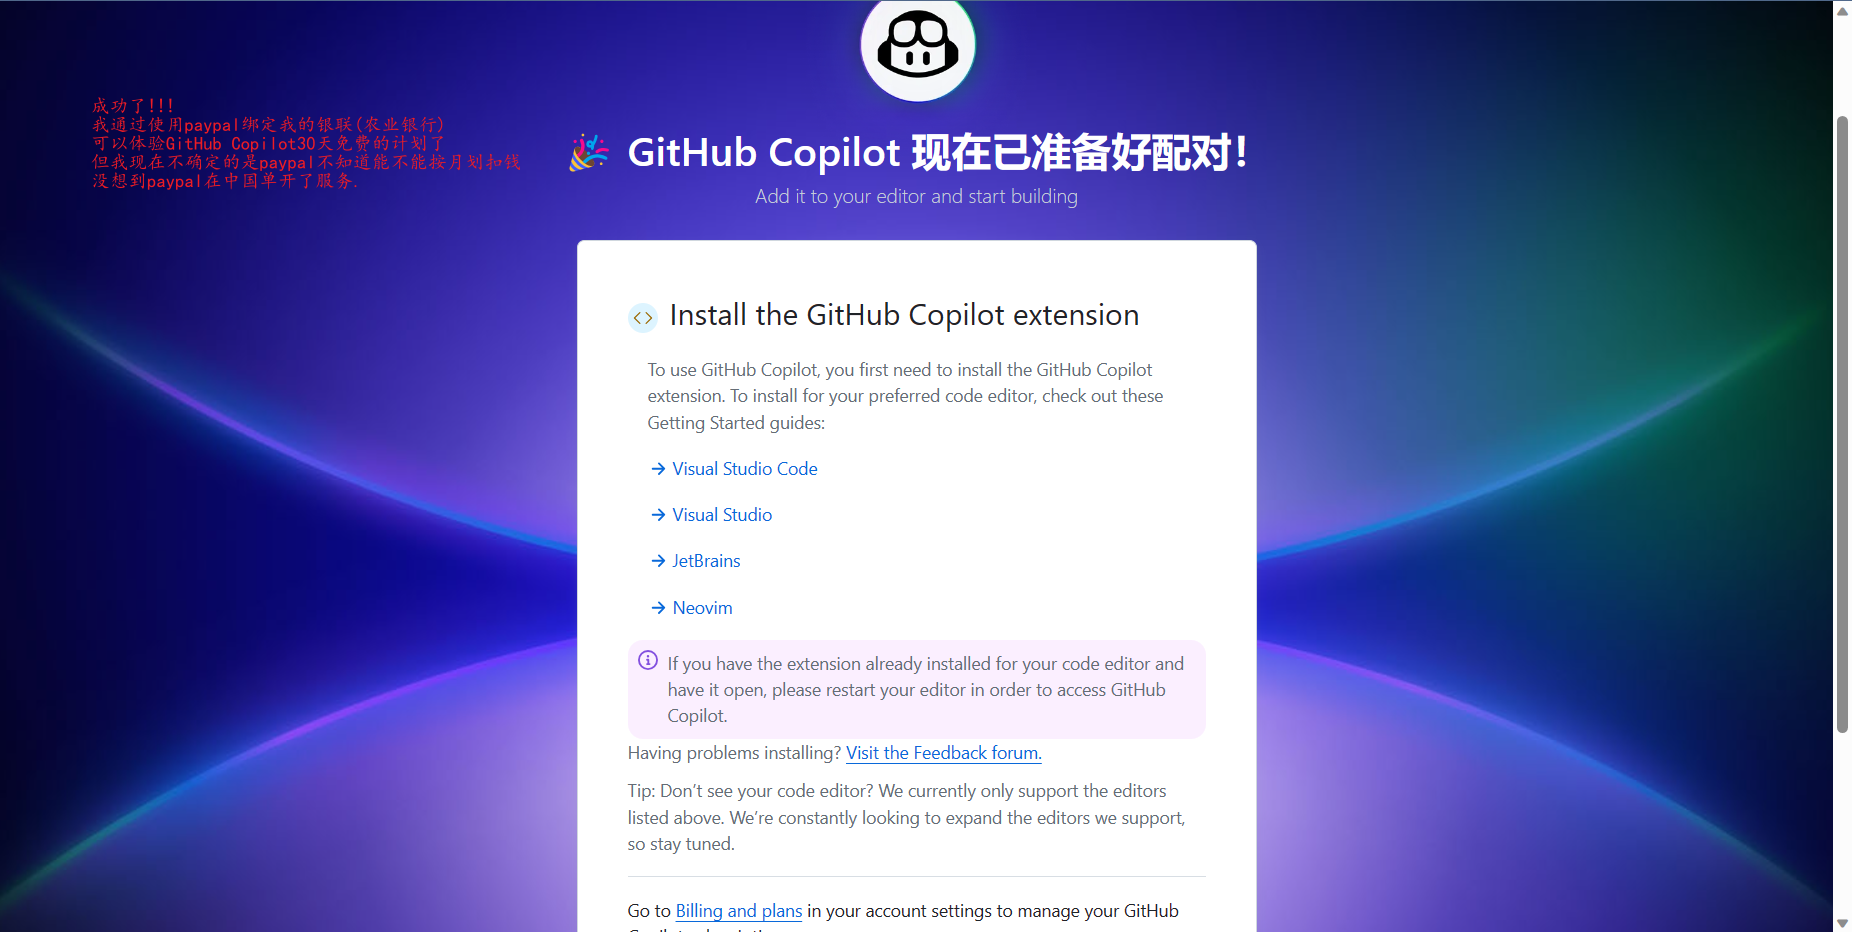 成功了!!!
我通过使用paypal绑定我的银联(农业银行)
可以体验GitHub Copilot30天免费的计划了
但我现在不确定的是paypal不知道能不能按月划扣钱
没想到paypal在中国单开了服务.
GitHub Copilot 现在已准备好配对！
Add it to your editor and start building
Install the GitHub Copilot extension
To use GitHub Copilot, you first need to install the GitHub Copilot
extension. To install for your preferred code editor, check out these
Getting Started guides:
→ Visual Studio Code
→ Visual Studio
→ JetBrains
→ Neovim
If you have the extension already installed for your code editor and
have it open, please restart your editor in order to access GitHub
Copilot.
Having problems installing? Visit the Feedback forum.
Tip: Don’t see your code editor? We currently only support the editors
listed above. We’re constantly looking to expand the editors we support,
so stay tuned.
Go to Billing and plans in your account settings to manage your GitHub